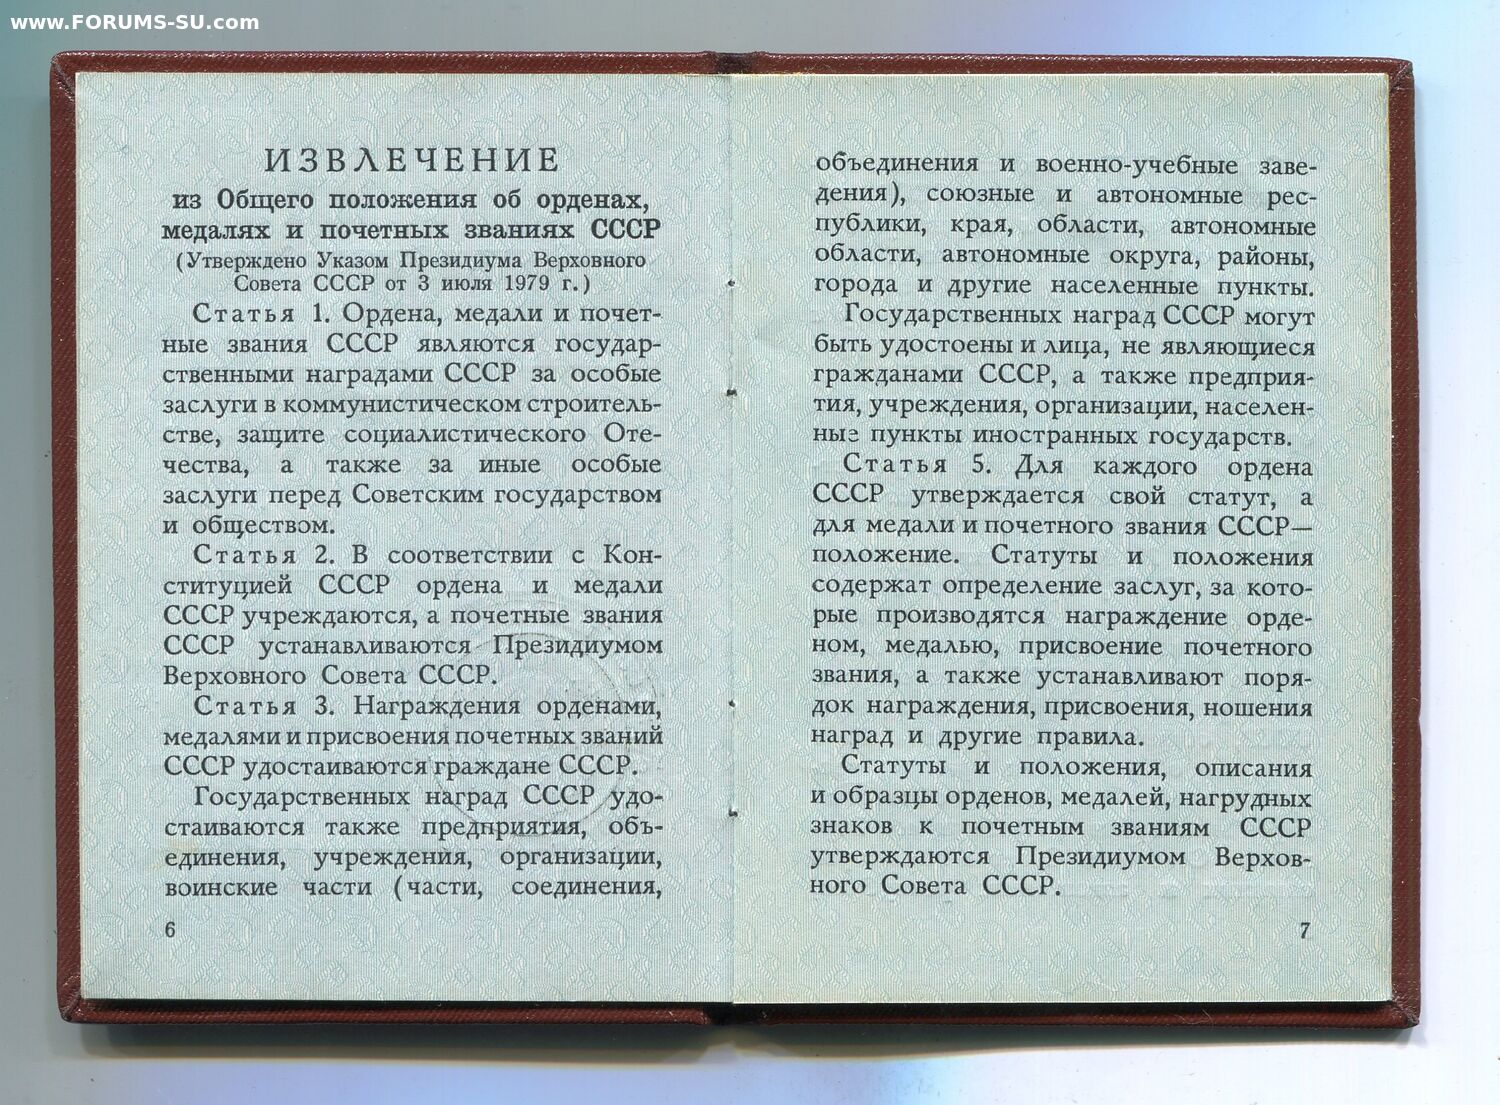 www.FORUMS-SU.com
ИЗВЛЕЧЕНИЕ
из Общего положения об орденах,
медалях и почетных званиях СССР
(Утверждено Указом Президиума Верховного
Совета СССР от 3 июля 1979 г.)
Статья 1. Ордена, медали и почет-
ные звания СССР являются государ-
ственными наградами СССР за особые
заслуги в коммунистическом строитель-
стве, защите социалистического Оте-
чества, а также за иные особые
заслуги перед Советским государством
и обществом.
Статья 2. В соответствии с Кон-
ституцией СССР ордена и медали
СССР учреждаются, а почетные звания
СССР устанавливаются Президиумом
Верховного Совета СССР.
Статья 3. Награждения орденами,
медалями и присвоения почетных званий
СССР удостаиваются граждане СССР.
Государственных наград СССР удо-
стаиваются также предприятия, объ-
единения, учреждения, организации,
воинские части (части, соединения,
6
объединения и военно-учебные заве-
дения), союзные и автономные рес-
публики, края, области, автономные
области, автономные округа, районы,
города и другие населенные пункты.
Государственных наград СССР могут
быть удостоены и лица, не являющиеся
гражданами СССР, а также предприя-
тия, учреждения, организации, населен-
ные пункты иностранных государств.
Статья 5. Для каждого ордена
СССР утверждается свой статут, а
для медали и почетного звания СССР—
положение. Статуты и положения
содержат определение заслуг, за кото-
рые производятся награждение орде-
ном, медалью, присвоение почетного
звания, а также устанавливают поря-
док награждения, присвоения, ношения
наград и другие правила.
Статуты и положения, описания
и образцы орденов, медалей, нагрудных
знаков к почетным званиям СССР
утверждаются Президиумом Верхов-
ного Совета СССР.
7